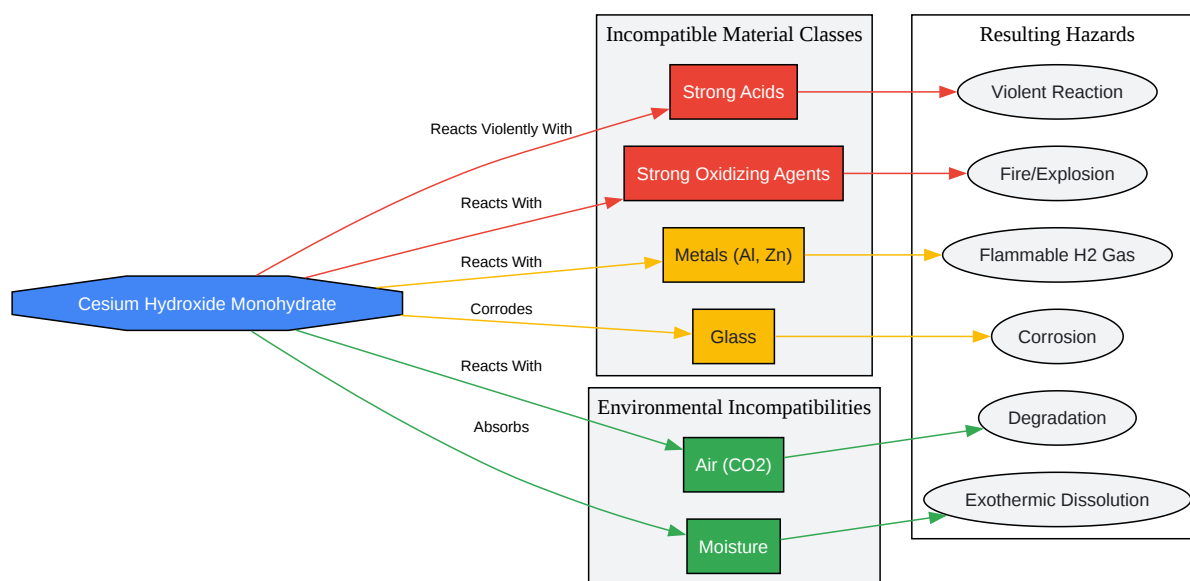 Incompatible Material Classes
Resulting Hazards
Strong Acids
Violent Reaction
Reacts Violently With
Strong Oxidizing Agents
Fire/Explosion
Reacts With
Metals (Al, Zn)
Flammable H2 Gas
Reacts With
Cesium Hydroxide Monohydrate
Corrodes
Glass
Corrosion
Reacts With
Environmental Incompatibilities
Degradation
Absorbs
Air (CO2)
Exothermic Dissolution
Moisture